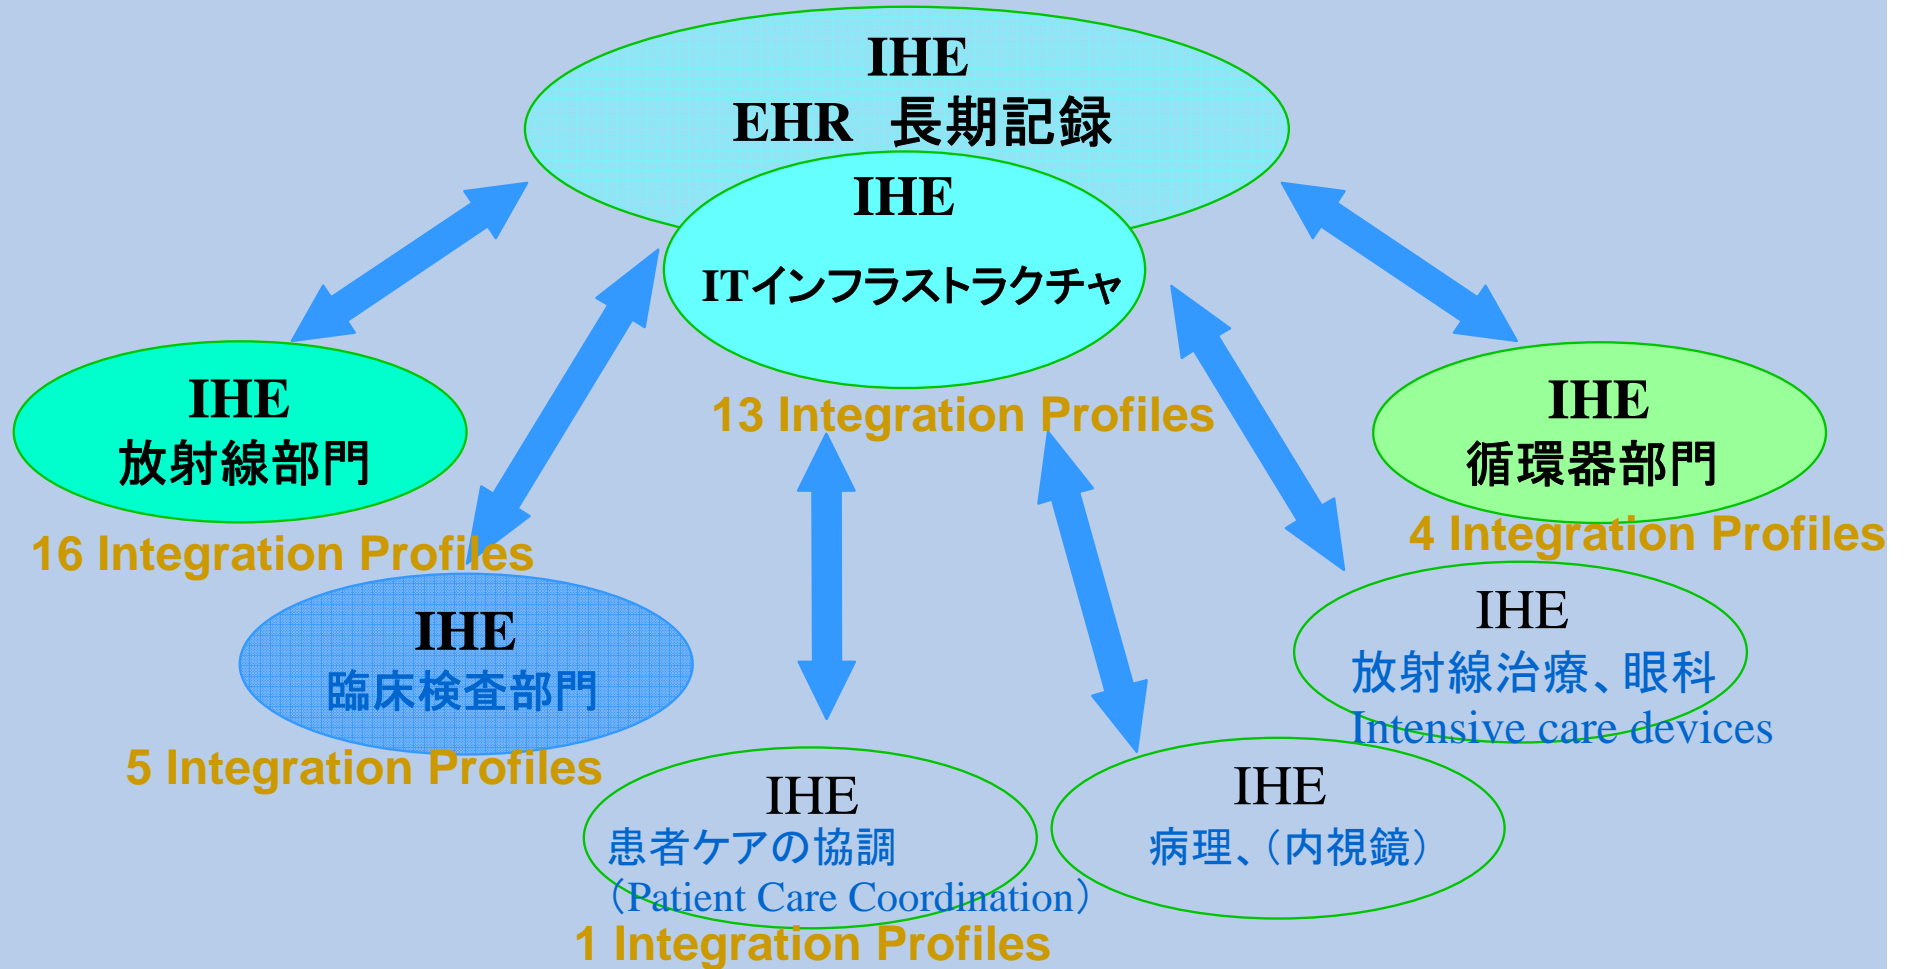 IHE
EHR 長期記録
IHE
ITインフラストラクチャ
13 Integration Profiles
IHE
放射線部門
16 Integration Profiles
IHE
循環器部門
4 Integration Profiles
IHE
臨床検査部門
5 Integration Profiles
IHE
放射線治療、眼科
Intensive care devices
IHE
患者ケアの協調
（Patient Care Coordination）
1 Integration Profiles
IHE
病理、（内視鏡）